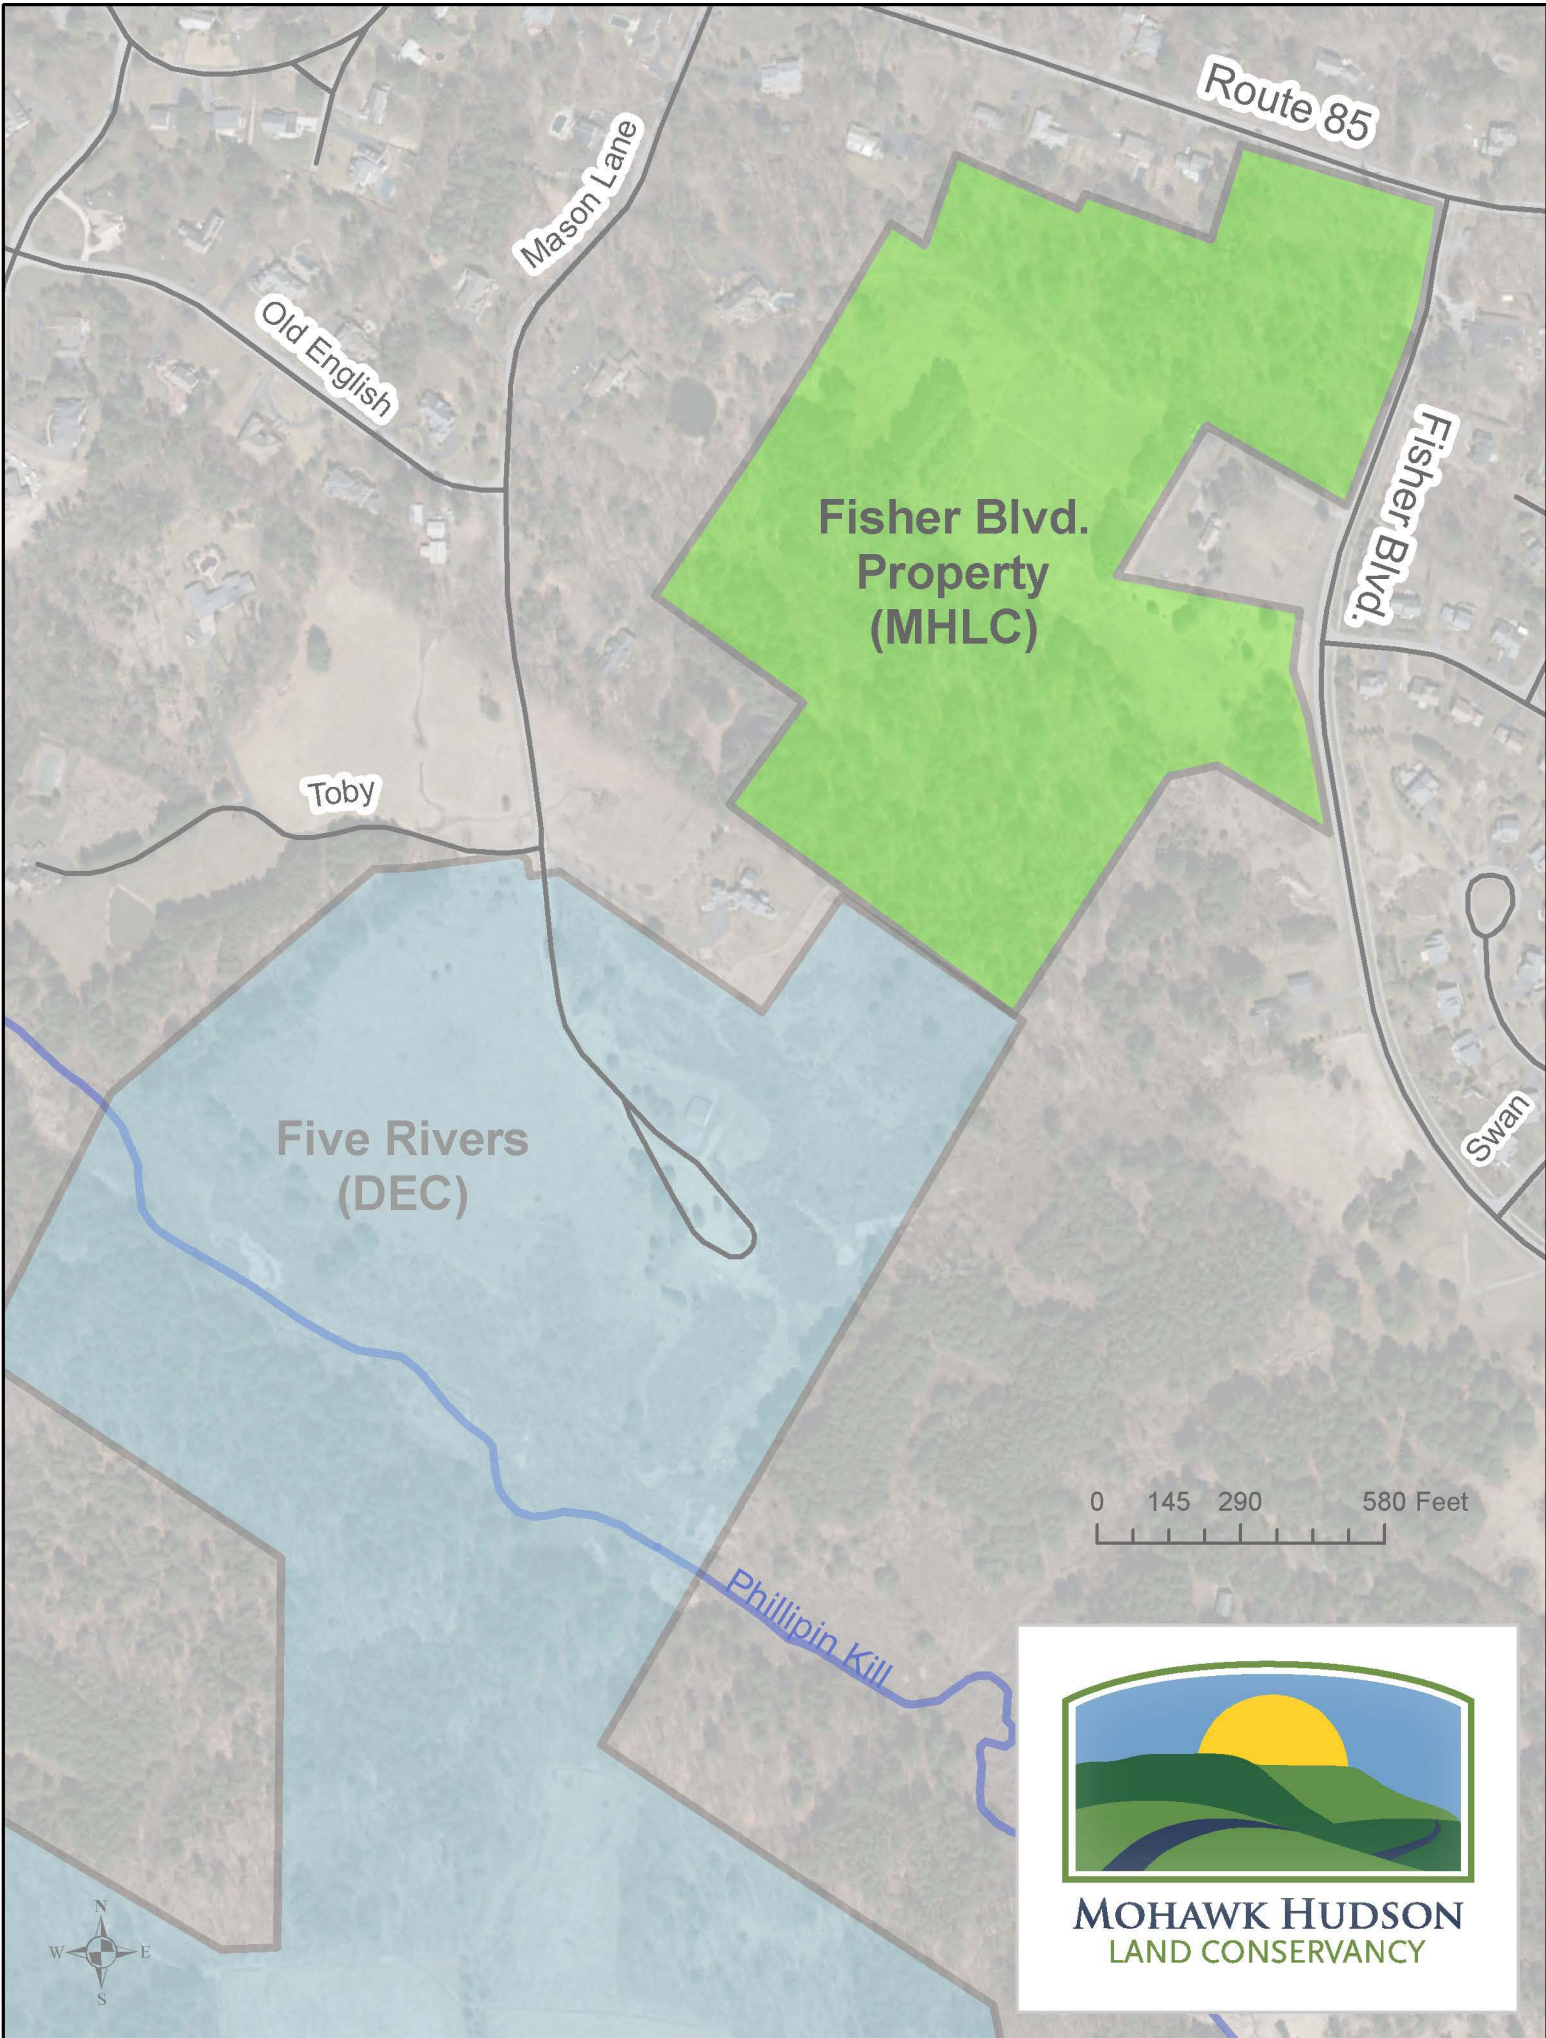 Route 85
Mason Lane
Old English
Fisher Blvd.
Fisher Blvd.
Property
(MHLC)
Toby
Five Rivers
(DEC)
Swan
0 145 290 580 Feet
Phillipin Kill
MOHAWK HUDSON
LAND CONSERVANCY
N
W E
S